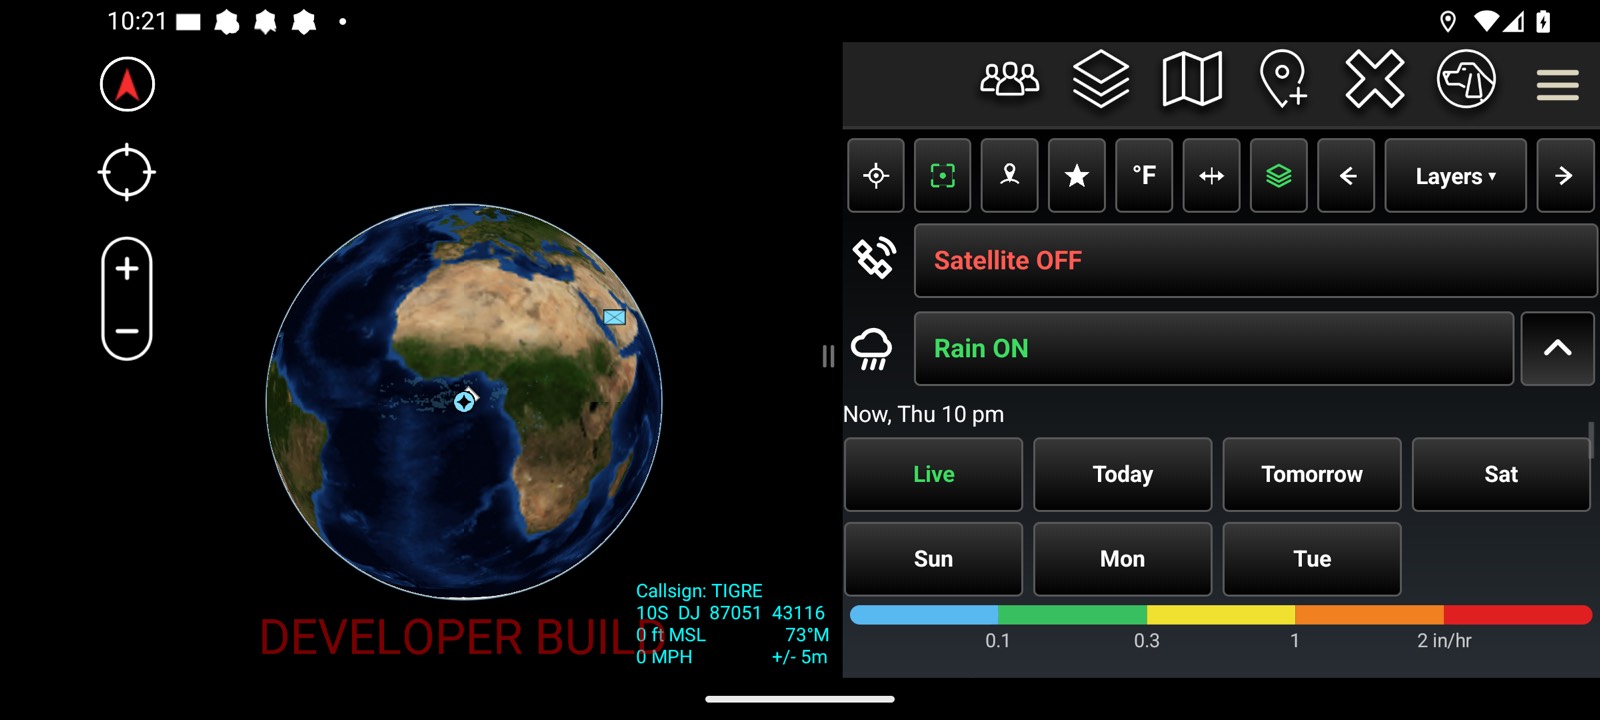 10:21
°F
Layers
Satellite OFF
Rain ON
Now, Thu 10 pm
Live
Today
Tomorrow
Sat
Sun
Mon
Tue
0.1
0.3
1
2 in/hr
Callsign: TIGRE
10S DJ 87051 43116
0 ft MSL 73°M
0 MPH +/- 5m
DEVELOPER BUILD